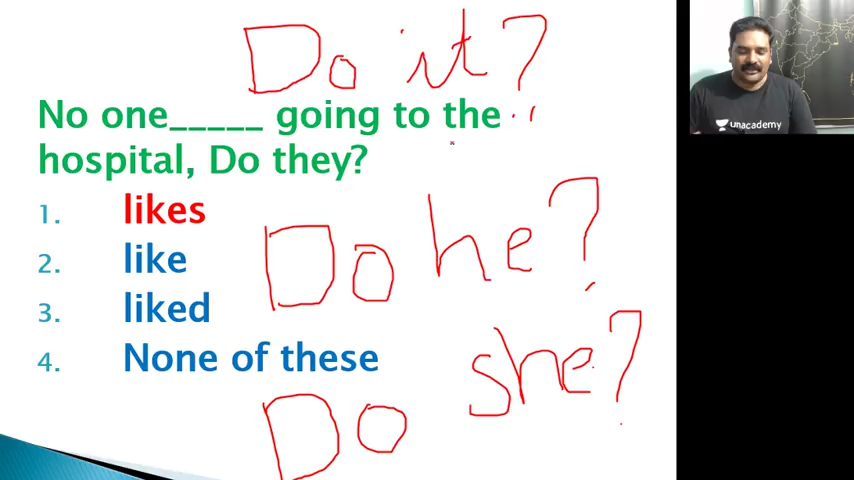 Do it?
No one_____ going to the
hospital, Do they?
1. likes
2. like
3. liked
4. None of these
Do he?
Do she?
unacademy